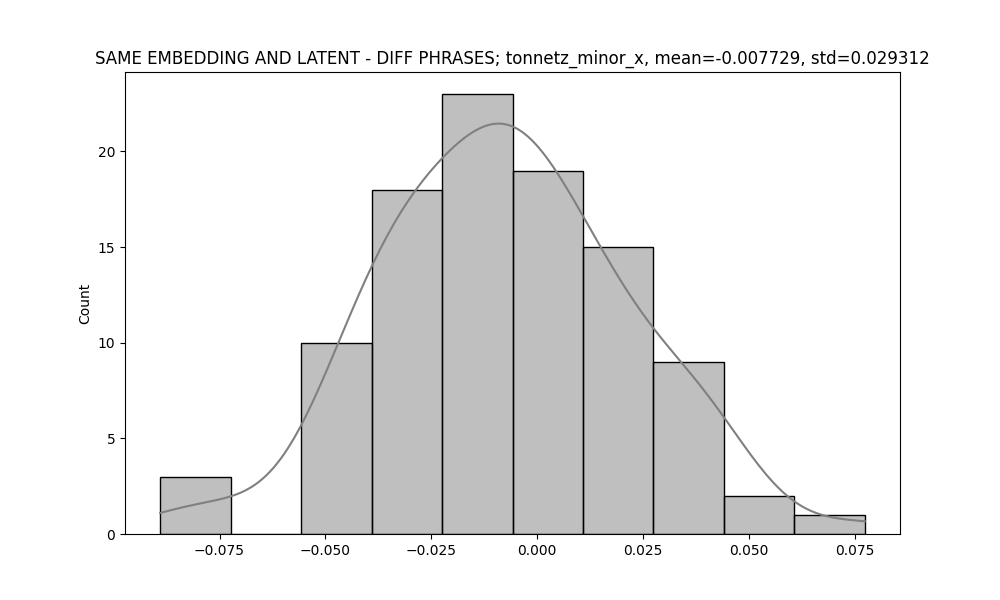 SAME EMBEDDING AND LATENT - DIFF PHRASES; tonnetz_minor_x, mean=-0.007729, std=0.029312
20
15
10
5
0
Count
−0.075 −0.050 −0.025 0.000 0.025 0.050 0.075